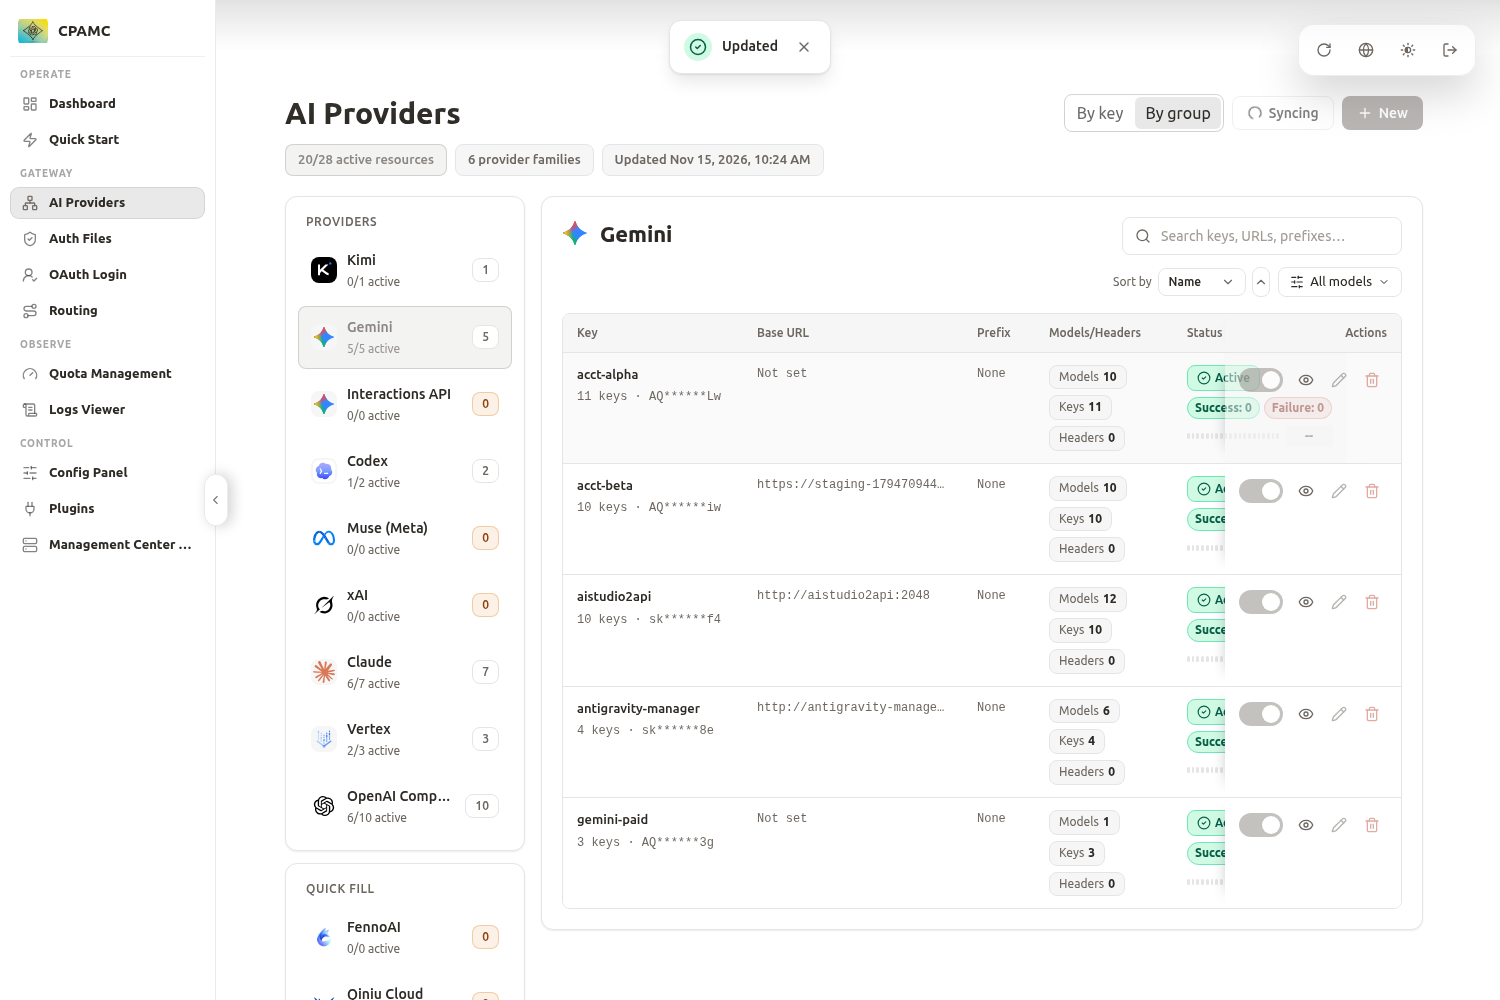 CPAMC
OPERATE
Dashboard
Quick Start
GATEWAY
AI Providers
Auth Files
OAuth Login
Routing
OBSERVE
Quota Management
Logs Viewer
CONTROL
Config Panel
Plugins
Management Center ...
Updated
AI Providers
By key
By group
Syncing
New
20/28 active resources
6 provider families
Updated Nov 15, 2026, 10:24 AM
PROVIDERS
Kimi
0/1 active
1
Gemini
5/5 active
5
Interactions API
0/0 active
0
Codex
1/2 active
2
Muse (Meta)
0/0 active
0
xAI
0/0 active
0
Claude
6/7 active
7
Vertex
2/3 active
3
OpenAI Comp...
6/10 active
10
QUICK FILL
FennoAI
0/0 active
0
Qiniu Cloud
Gemini
Search keys, URLs, prefixes...
Sort by
Name
All models
Key Base URL Prefix Models/Headers Status Actions
acct-alpha
11 keys · AQ******Lw
Not set
None
Models 10
Keys 11
Headers 0
Active
Success: 0 Failure: 0
--
acct-beta
10 keys · AQ******iw
https://staging-179470944…
None
Models 10
Keys 10
Headers 0
Ac
Succe
aistudio2api
10 keys · sk******f4
http://aistudio2api:2048
None
Models 12
Keys 10
Headers 0
Ac
Succe
antigravity-manager
4 keys · sk******8e
http://antigravity-manage…
None
Models 6
Keys 4
Headers 0
Ac
Succe
gemini-paid
3 keys · AQ******3g
Not set
None
Models 1
Keys 3
Headers 0
Ac
Succe